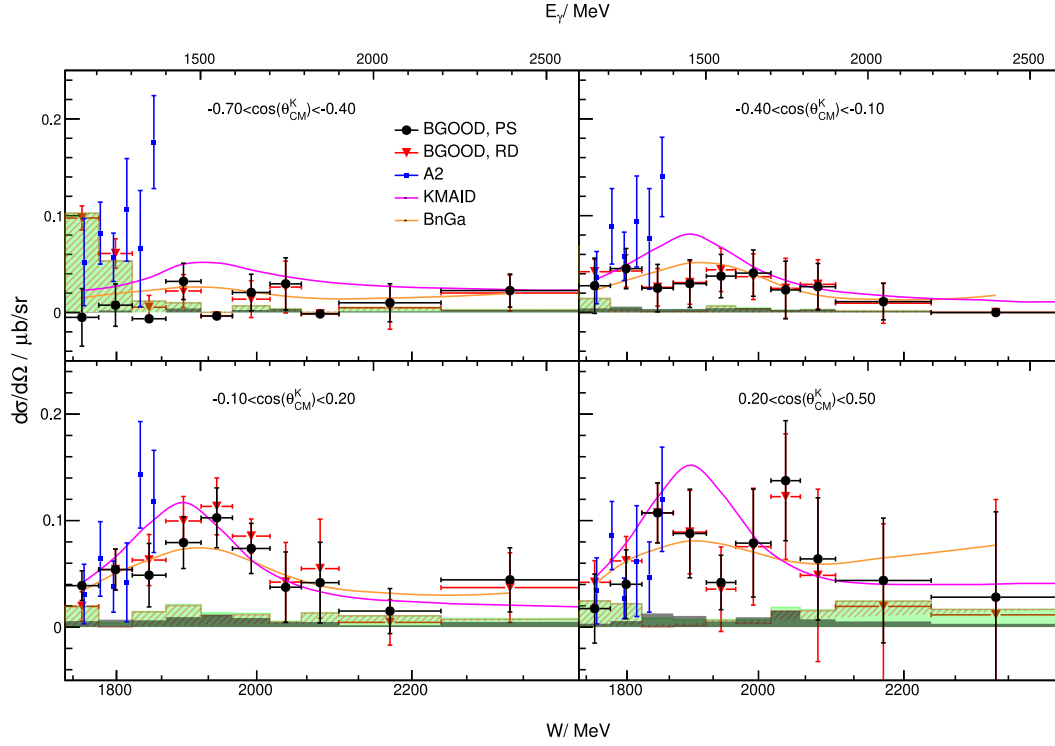 E_γ/ MeV
1500 2000 2500 1500 2000 2500
-0.70<cos(θ^K_CM)<-0.40
-0.40<cos(θ^K_CM)<-0.10
0.2
0.1
0
BGOOD, PS
BGOOD, RD
A2
KMAID
BnGa
dσ/dΩ / μb/sr
-0.10<cos(θ^K_CM)<0.20
0.20<cos(θ^K_CM)<0.50
0.2
0.1
0
1800 2000 2200 1800 2000 2200
W/ MeV